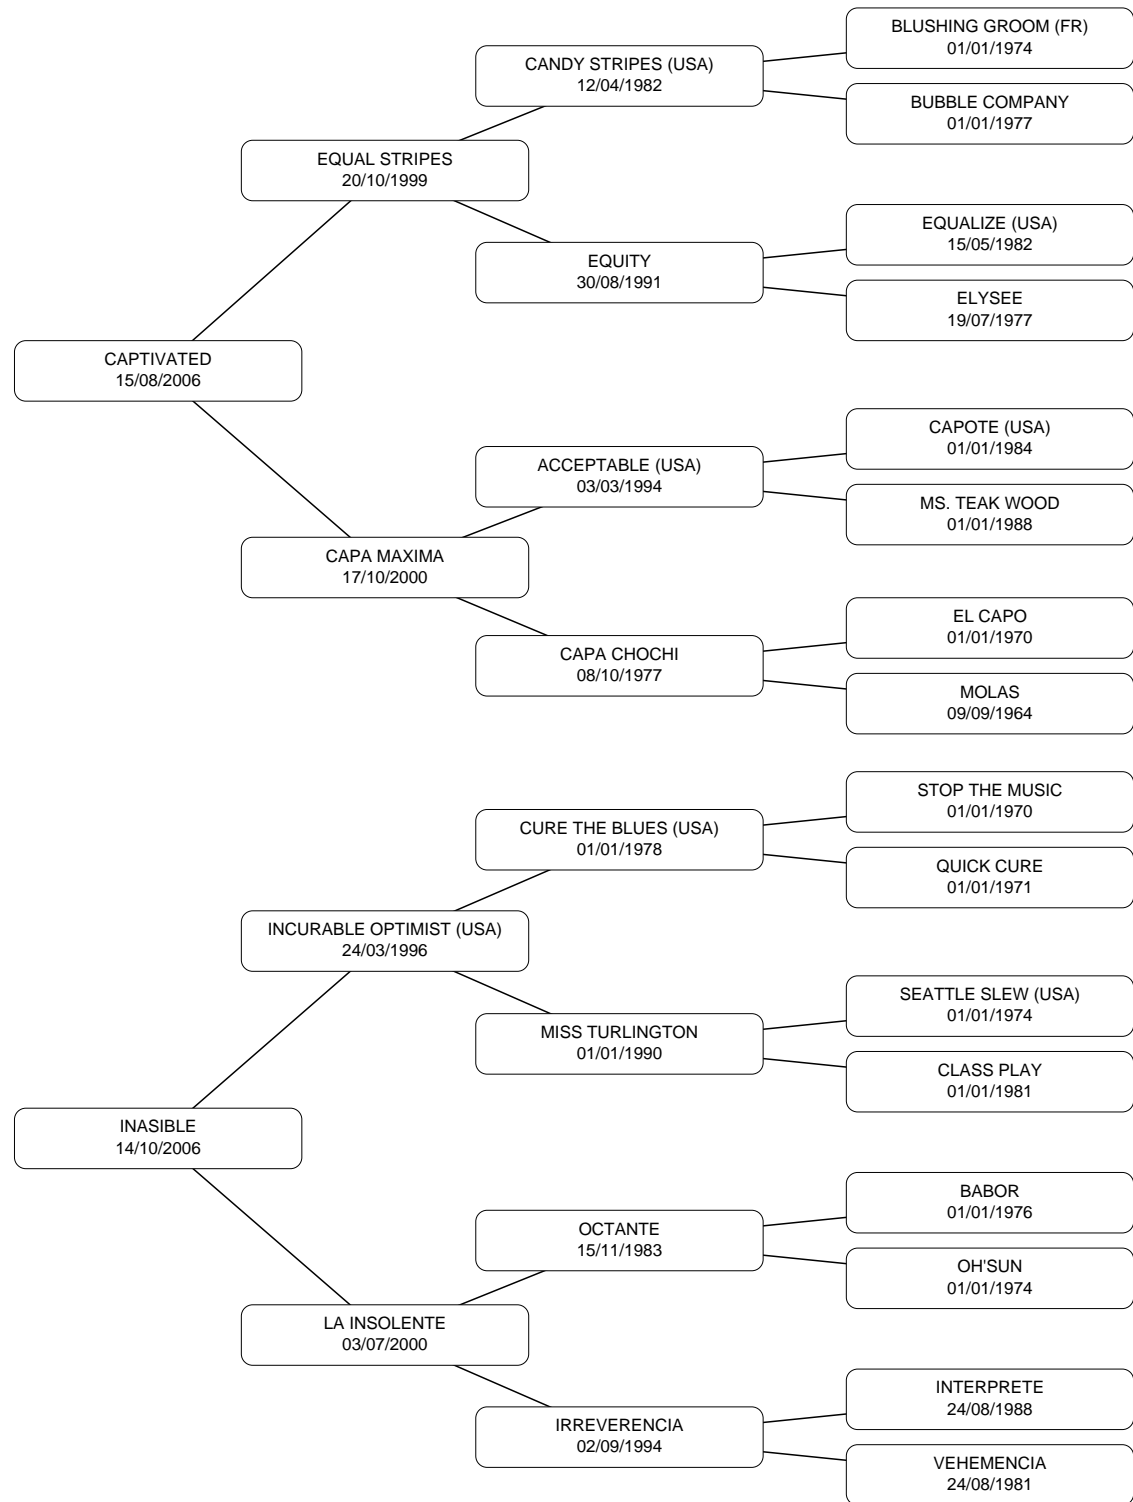 BLUSHING GROOM (FR)
01/01/1974
CANDY STRIPES (USA)
12/04/1982
BUBBLE COMPANY
01/01/1977
EQUAL STRIPES
20/10/1999
EQUALIZE (USA)
15/05/1982
EQUITY
30/08/1991
ELYSEE
19/07/1977
CAPTIVATED
15/08/2006
CAPOTE (USA)
01/01/1984
ACCEPTABLE (USA)
03/03/1994
MS. TEAK WOOD
01/01/1988
CAPA MAXIMA
17/10/2000
EL CAPO
01/01/1970
CAPA CHOCHI
08/10/1977
MOLAS
09/09/1964
STOP THE MUSIC
01/01/1970
CURE THE BLUES (USA)
01/01/1978
QUICK CURE
01/01/1971
INCURABLE OPTIMIST (USA)
24/03/1996
SEATTLE SLEW (USA)
01/01/1974
MISS TURLINGTON
01/01/1990
CLASS PLAY
01/01/1981
INASIBLE
14/10/2006
BABOR
01/01/1976
OCTANTE
15/11/1983
OH'SUN
01/01/1974
LA INSOLENTE
03/07/2000
INTERPRETE
24/08/1988
IRREVERENCIA
02/09/1994
VEHEMENCIA
24/08/1981